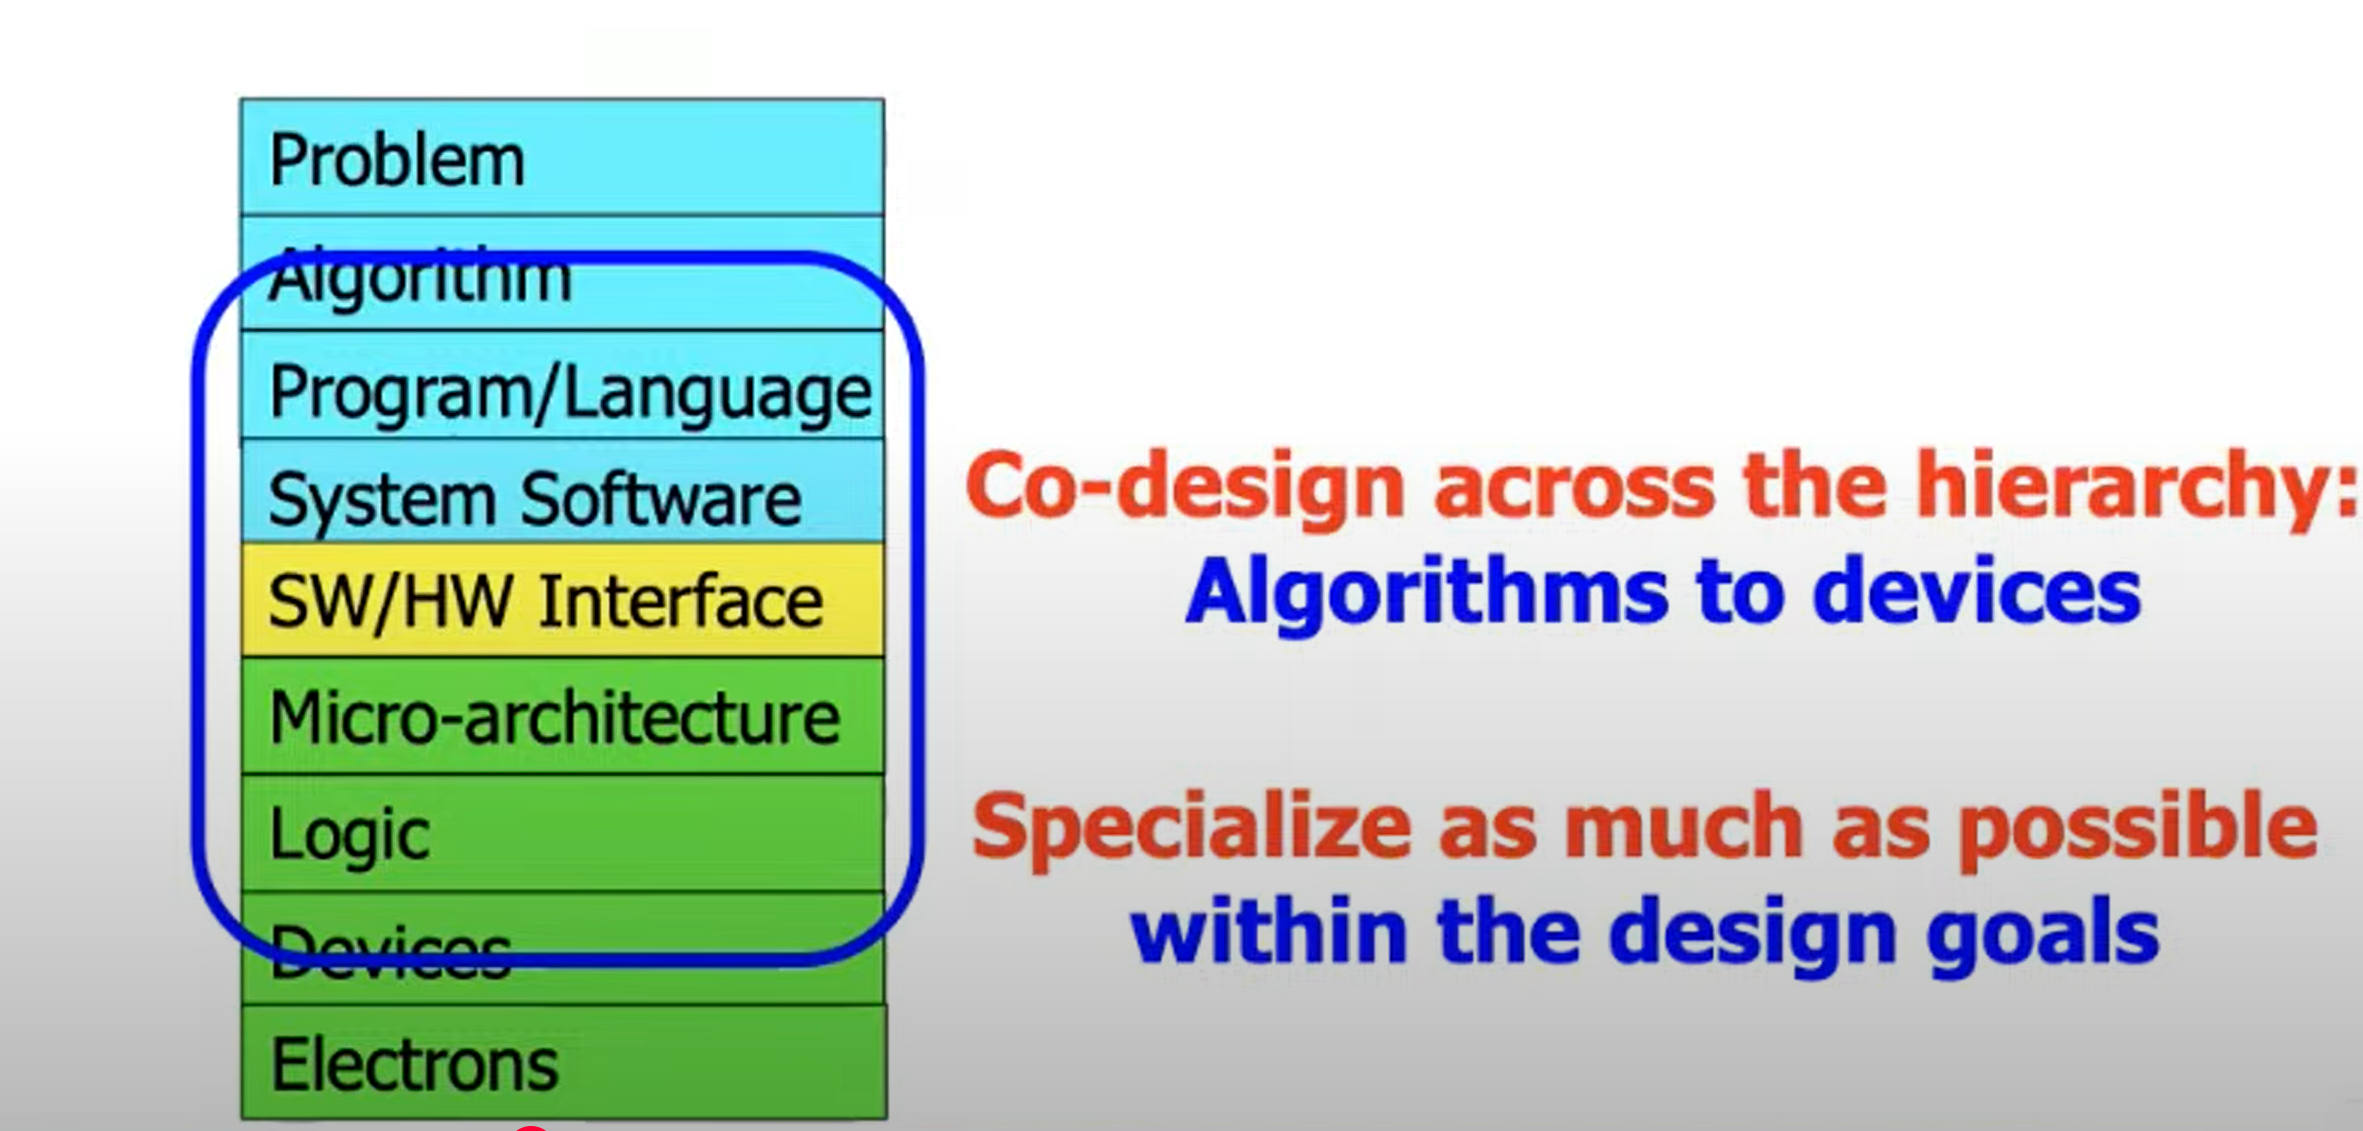 Problem
Algorithm
Program/Language
System Software
SW/HW Interface
Micro-architecture
Logic
Devices
Electrons
Co-design across the hierarchy:
Algorithms to devices
Specialize as much as possible
within the design goals